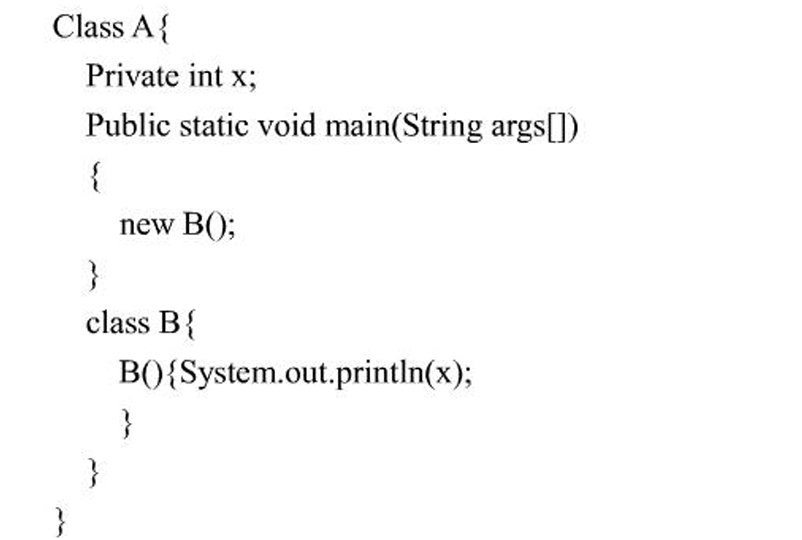 Class A{
Private int x;
Public static void main(String args[])
{
new B();
}
class B{
B(){System.out.println(x);
}
}
}